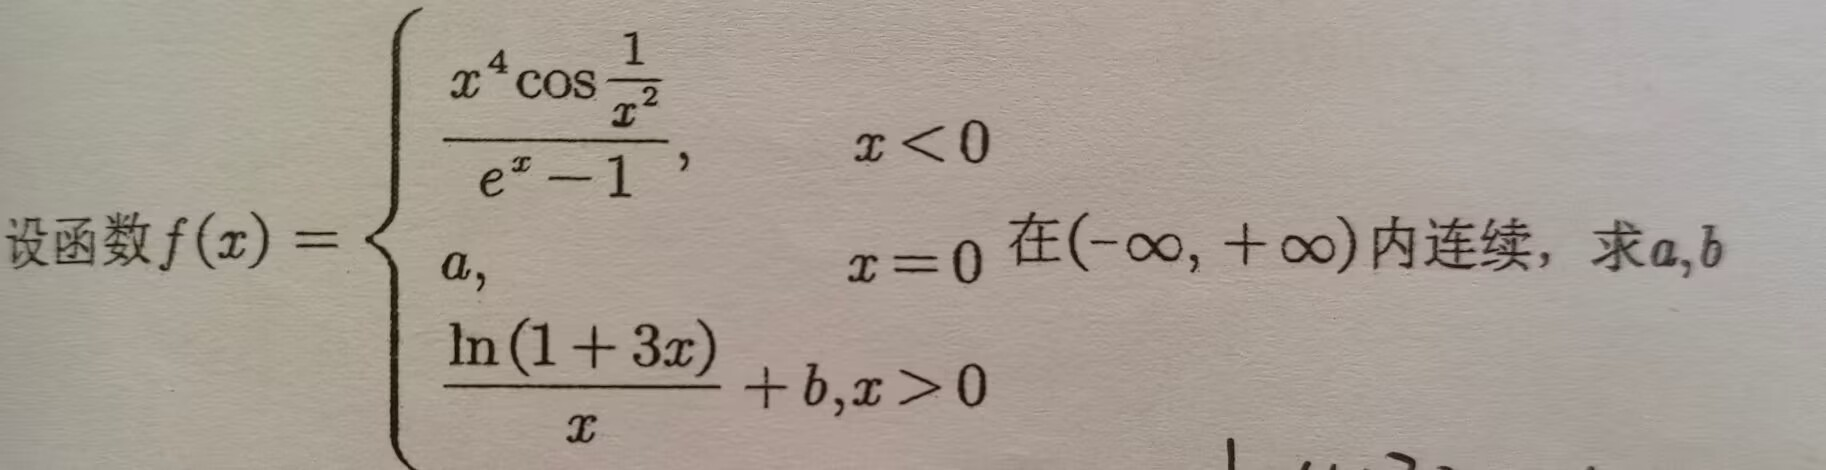 设函数 f(x) = { x⁴cos(1/x²) / (eˣ − 1), x < 0
a, x = 0 在(-∞, +∞)内连续，求a,b
ln(1+3x)/x + b, x > 0